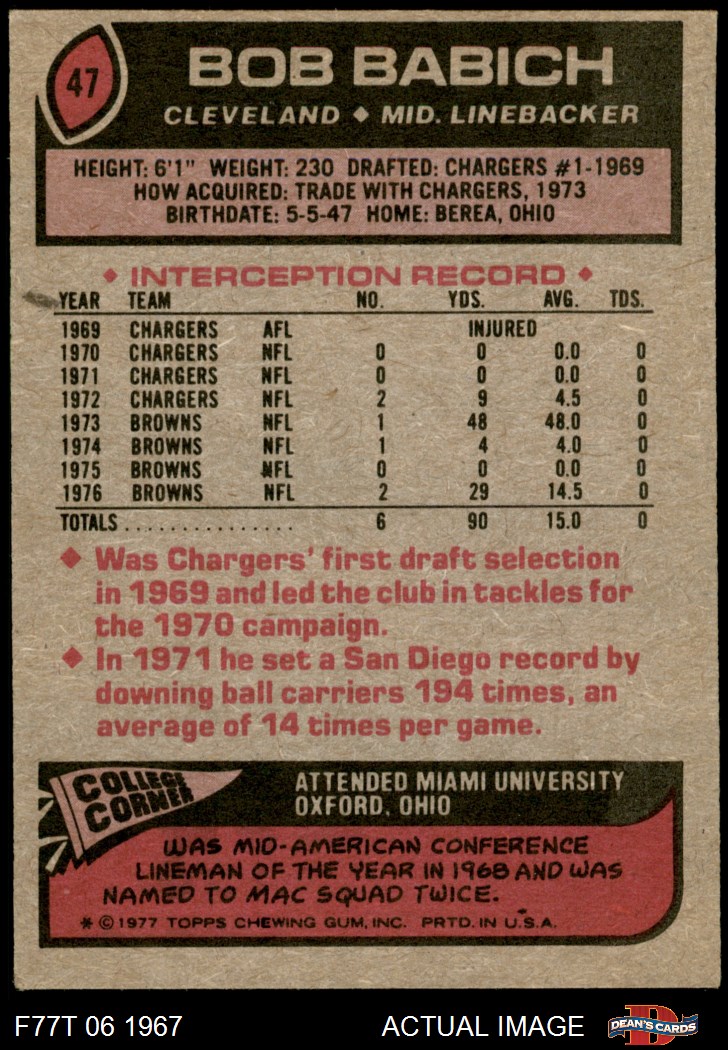 47
BOB BABICH
CLEVELAND ◆ MID. LINEBACKER
HEIGHT: 6'1" WEIGHT: 230 DRAFTED: CHARGERS #1-1969
HOW ACQUIRED: TRADE WITH CHARGERS, 1973
BIRTHDATE: 5-5-47 HOME: BEREA, OHIO
◆ INTERCEPTION RECORD ◆
YEAR TEAM NO. YDS. AVG. TDS.
1969 CHARGERS AFL INJURED
1970 CHARGERS NFL 0 0 0.0 0
1971 CHARGERS NFL 0 0 0.0 0
1972 CHARGERS NFL 2 9 4.5 0
1973 BROWNS NFL 1 48 48.0 0
1974 BROWNS NFL 1 4 4.0 0
1975 BROWNS NFL 0 0 0.0 0
1976 BROWNS NFL 2 29 14.5 0
TOTALS............... 6 90 15.0 0
◆ Was Chargers' first draft selection
in 1969 and led the club in tackles for
the 1970 campaign.
◆ In 1971 he set a San Diego record by
downing ball carriers 194 times, an
average of 14 times per game.
COLLEGE
CORNER
ATTENDED MIAMI UNIVERSITY
OXFORD, OHIO
WAS MID-AMERICAN CONFERENCE
LINEMAN OF THE YEAR IN 1968 AND WAS
NAMED TO MAC SQUAD TWICE.
* © 1977 TOPPS CHEWING GUM, INC. PRTD. IN U.S.A.
F77T 06 1967 ACTUAL IMAGE
D
DEAN'S CARDS